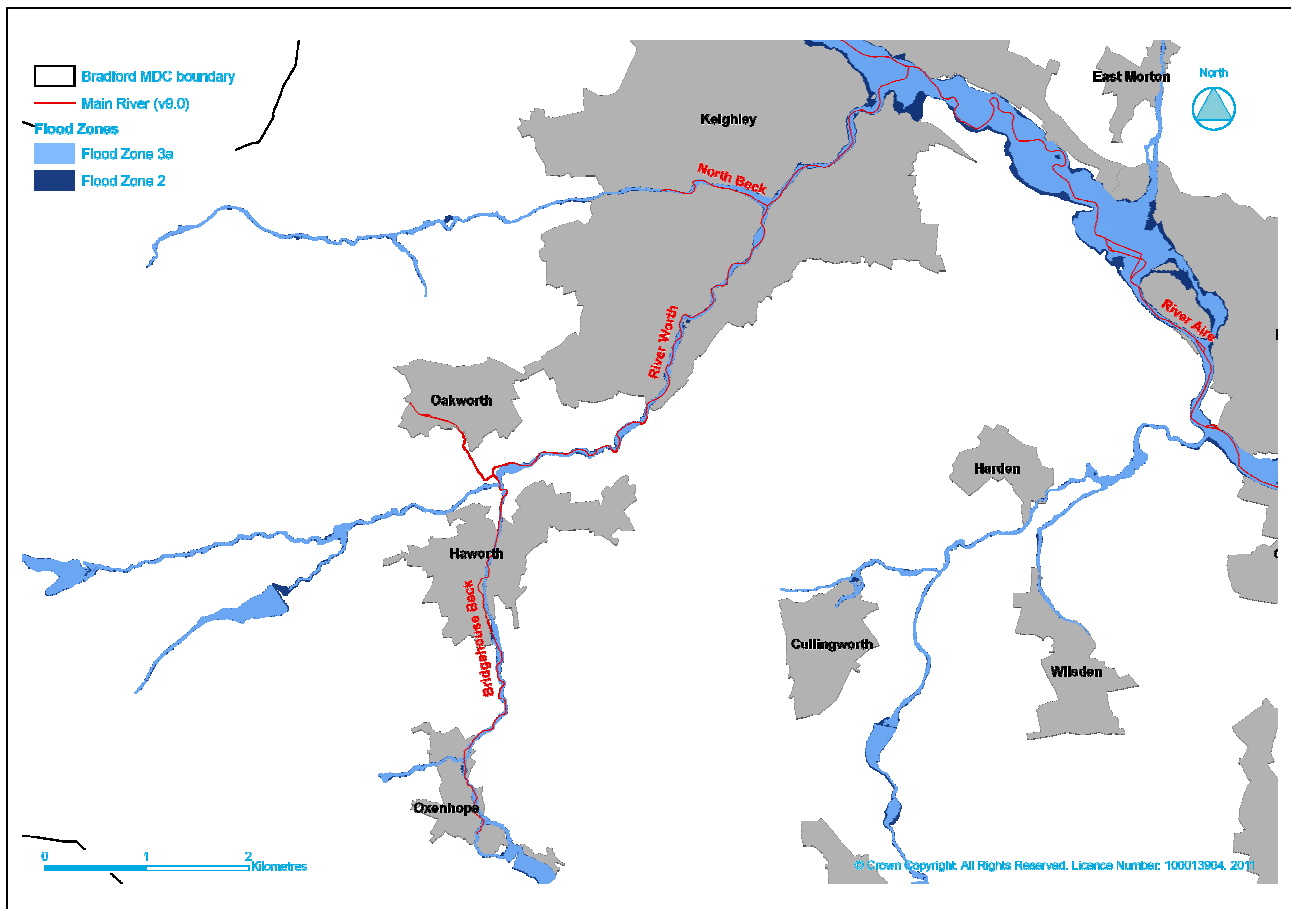 Bradford MDC boundary
Main River (v9.0)
Flood Zones
Flood Zone 3a
Flood Zone 2
North
East Morton
Keighley
North Beck
River Worth
River Aire
Oakworth
Harden
Haworth
Bridgehouse Beck
Cullingworth
Wilsden
Oxenhope
0 1 2
Kilometres
© Crown Copyright. All Rights Reserved. Licence Number: 100013904. 2011